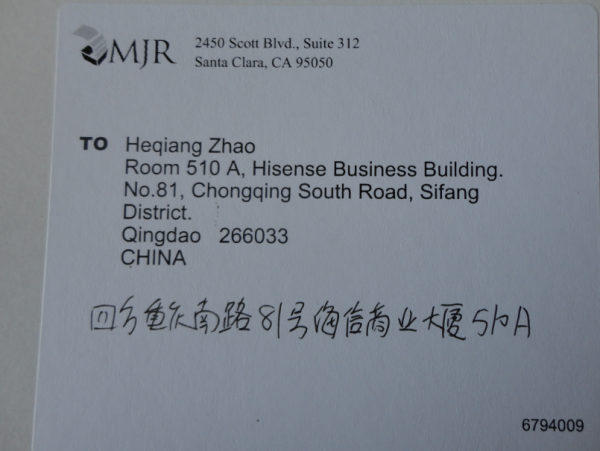 MJR
2450 Scott Blvd., Suite 312
Santa Clara, CA 95050
TO Heqiang Zhao
Room 510 A, Hisense Business Building.
No.81, Chongqing South Road, Sifang
District.
Qingdao 266033
CHINA
回方重庆南路81号海信商业大厦510A
6794009